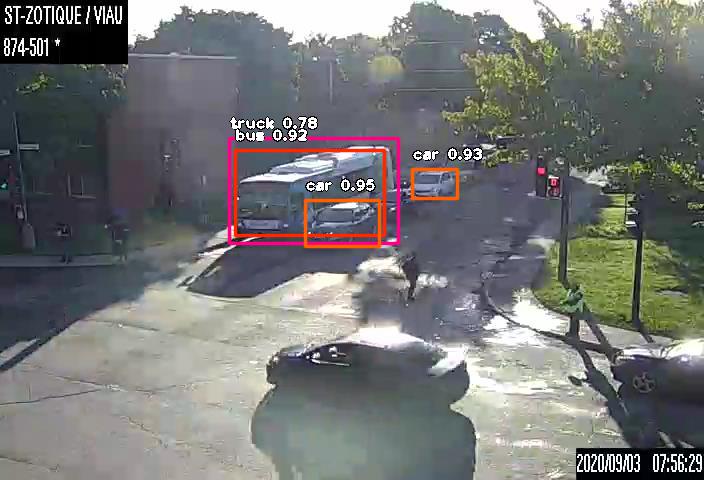 ST-ZOTIQUE / VIAU
874-501 *
truck 0.78
bus 0.92
car 0.93
car 0.95
2020/09/03 07:56:29